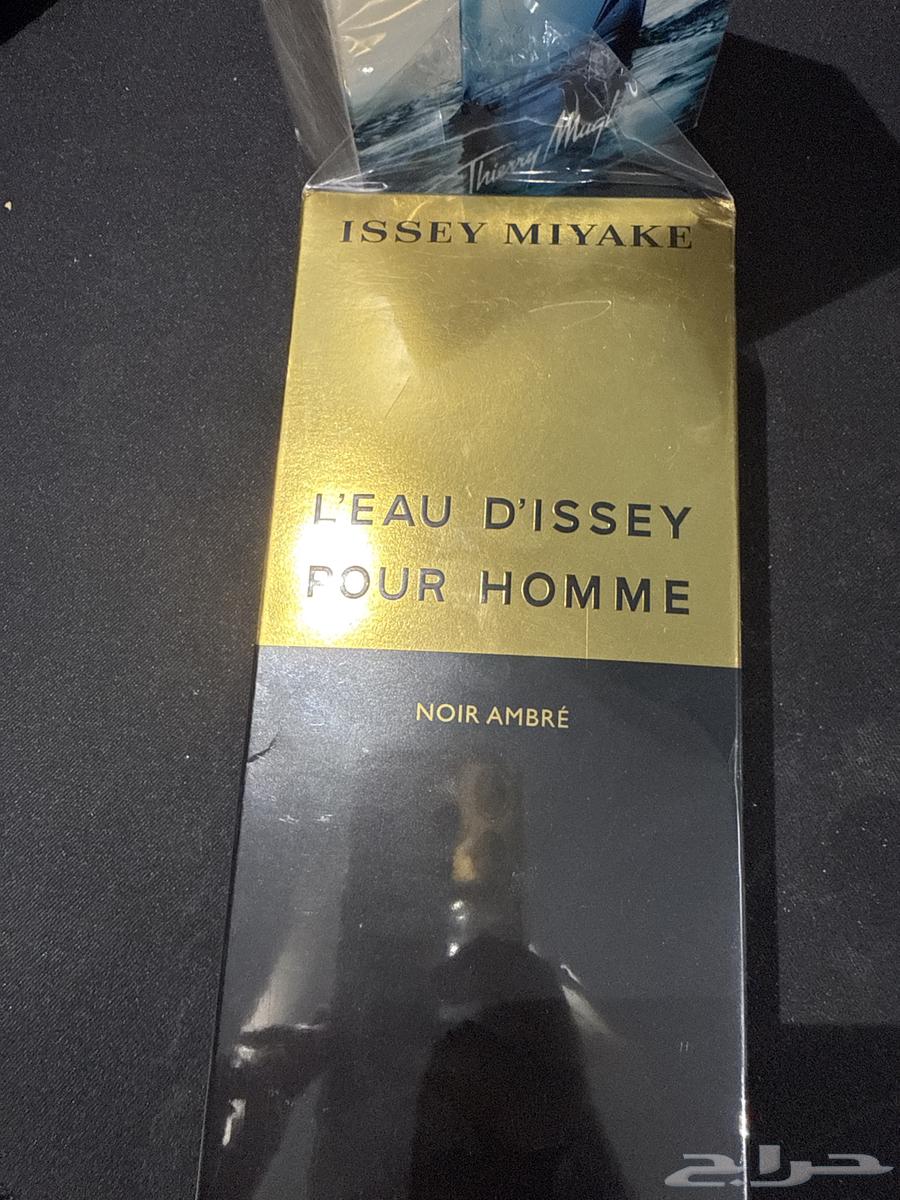 Thierry Mugler
ISSEY MIYAKE
L'EAU D'ISSEY
POUR HOMME
NOIR AMBRÉ
حراج